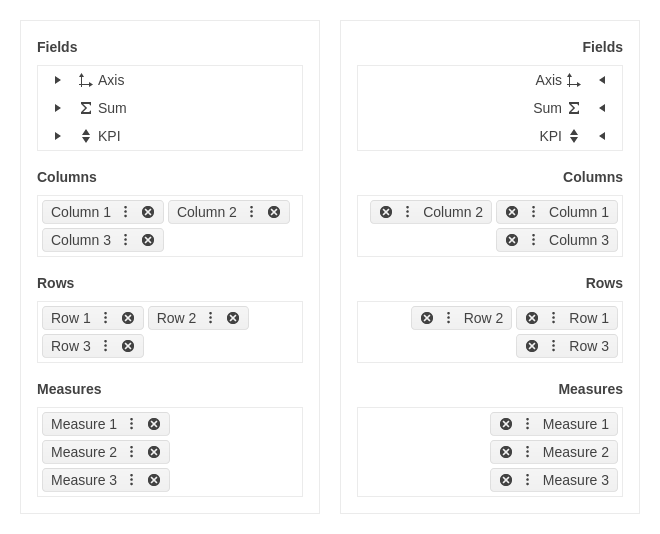 Fields
Axis
Sum
KPI
Columns
Column 1 Column 2
Column 3
Rows
Row 1 Row 2
Row 3
Measures
Measure 1
Measure 2
Measure 3
Fields
Axis
Sum
KPI
Columns
Column 2 Column 1
Column 3
Rows
Row 2 Row 1
Row 3
Measures
Measure 1
Measure 2
Measure 3